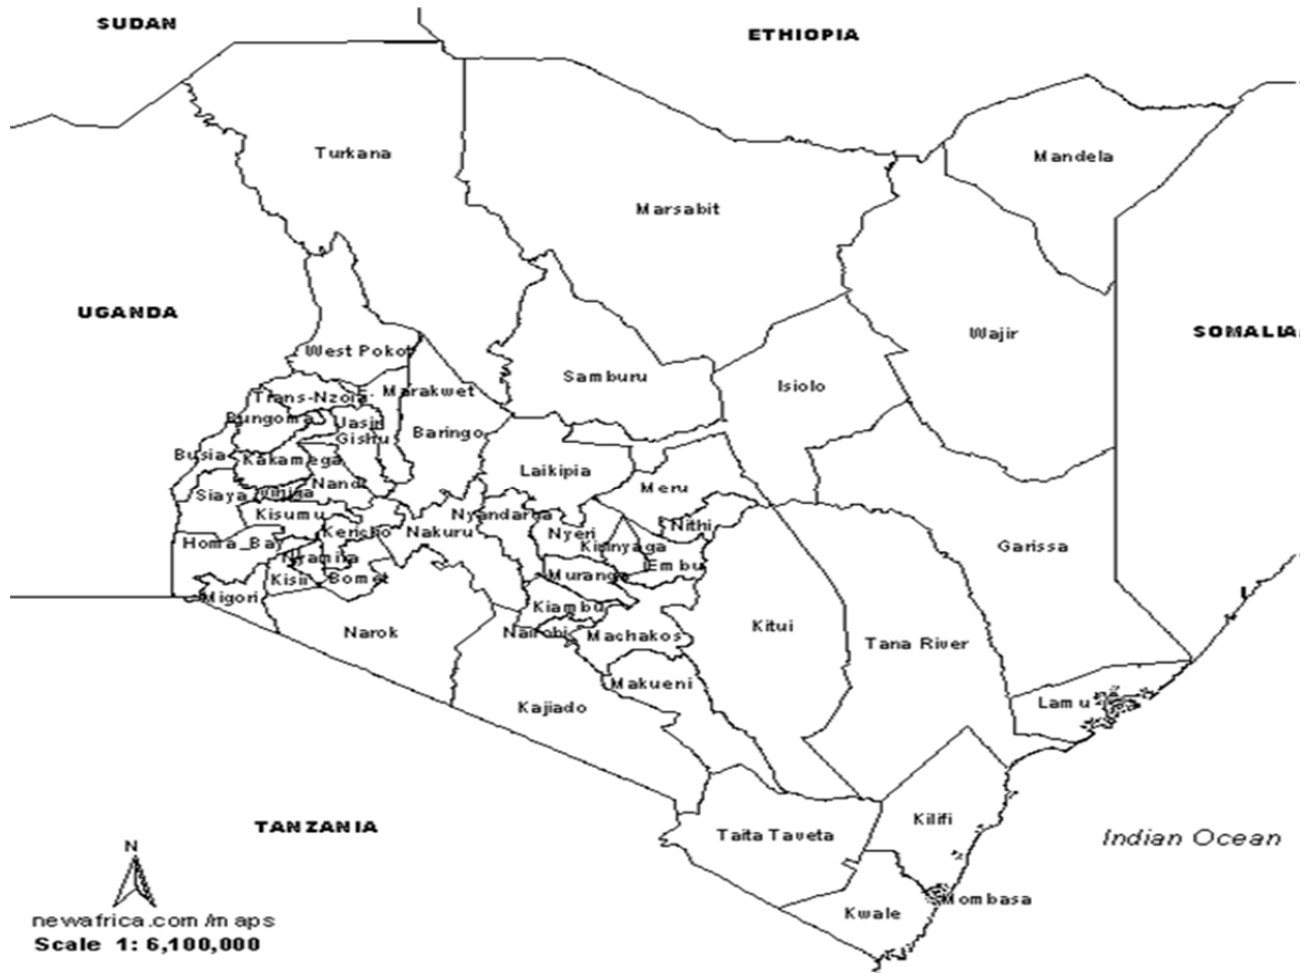 SUDAN
ETHIOPIA
Turkana
Mandela
Marsabit
UGANDA
SOMALIA
Wajir
West Pokot
Samburu
Isiolo
Trans-Nzoia
E. Marakwet
Bungoma
Uasin
Gishu
Baringo
Busia
Kakamega
Laikipia
Nandi
Meru
Siaya
Vihiga
Kisumu
Nyandarua
Nithi
Kericho
Nakuru
Nyeri
Homa_Bay
Kirinyaga
Garissa
Nyamira
Embu
Kisii
Bomet
Muranga
Migori
Kiambu
Narok
Nairobi
Machakos
Kitui
Tana River
Makueni
Kajiado
Lamu
TANZANIA
Taita Taveta
Kilifi
Indian Ocean
N
Mombasa
Kwale
newafrica.com/maps
Scale 1: 6,100,000